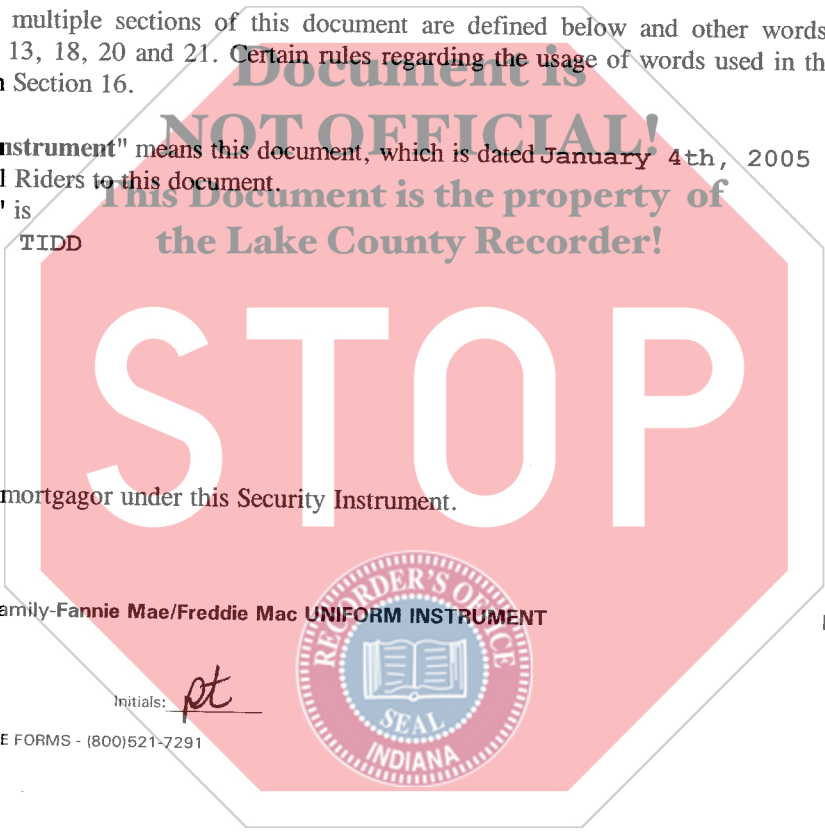 multiple sections of this document are defined below and other words
13, 18, 20 and 21. Certain rules regarding the usage of words used in th
Section 16.
Document is
NOT OFFICIAL!
nstrument" means this document, which is dated January 4th, 2005
Riders to this document.
This Document is the property of
" is
TIDD
the Lake County Recorder!
STOP
mortgagor under this Security Instrument.
amily-Fannie Mae/Freddie Mac UNIFORM INSTRUMENT
RECORDER'S OFFICE
SEAL
INDIANA
Initials: pt
E FORMS - (800)521-7291